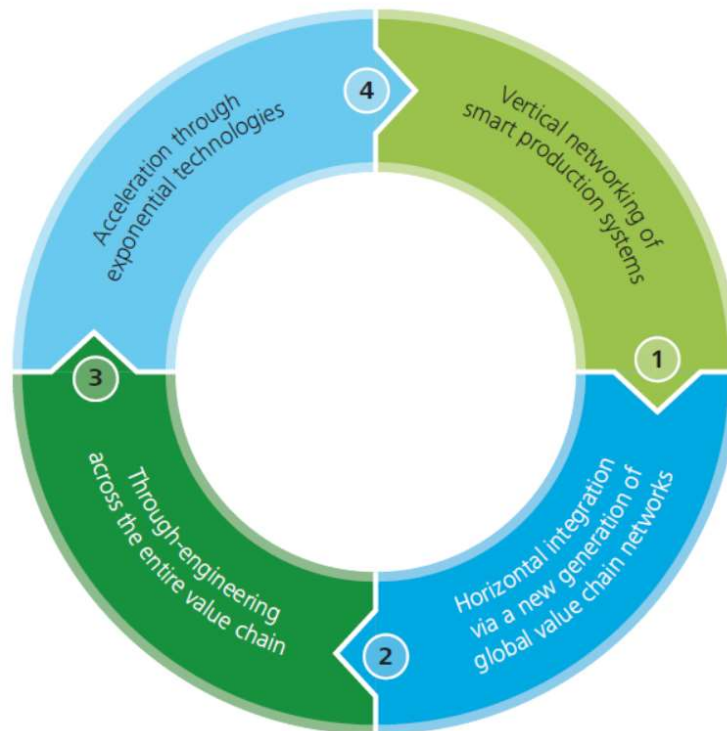 1
Vertical networking of
smart production systems
2
Horizontal integration
via a new generation of
global value chain networks
3
Through-engineering
across the entire value chain
4
Acceleration through
exponential technologies